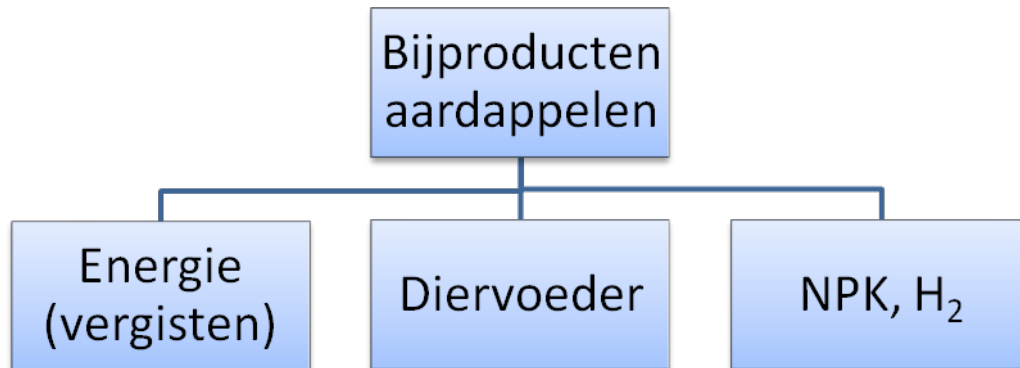 Bijproducten
aardappelen
Energie
(vergisten)
Diervoeder
NPK, H₂